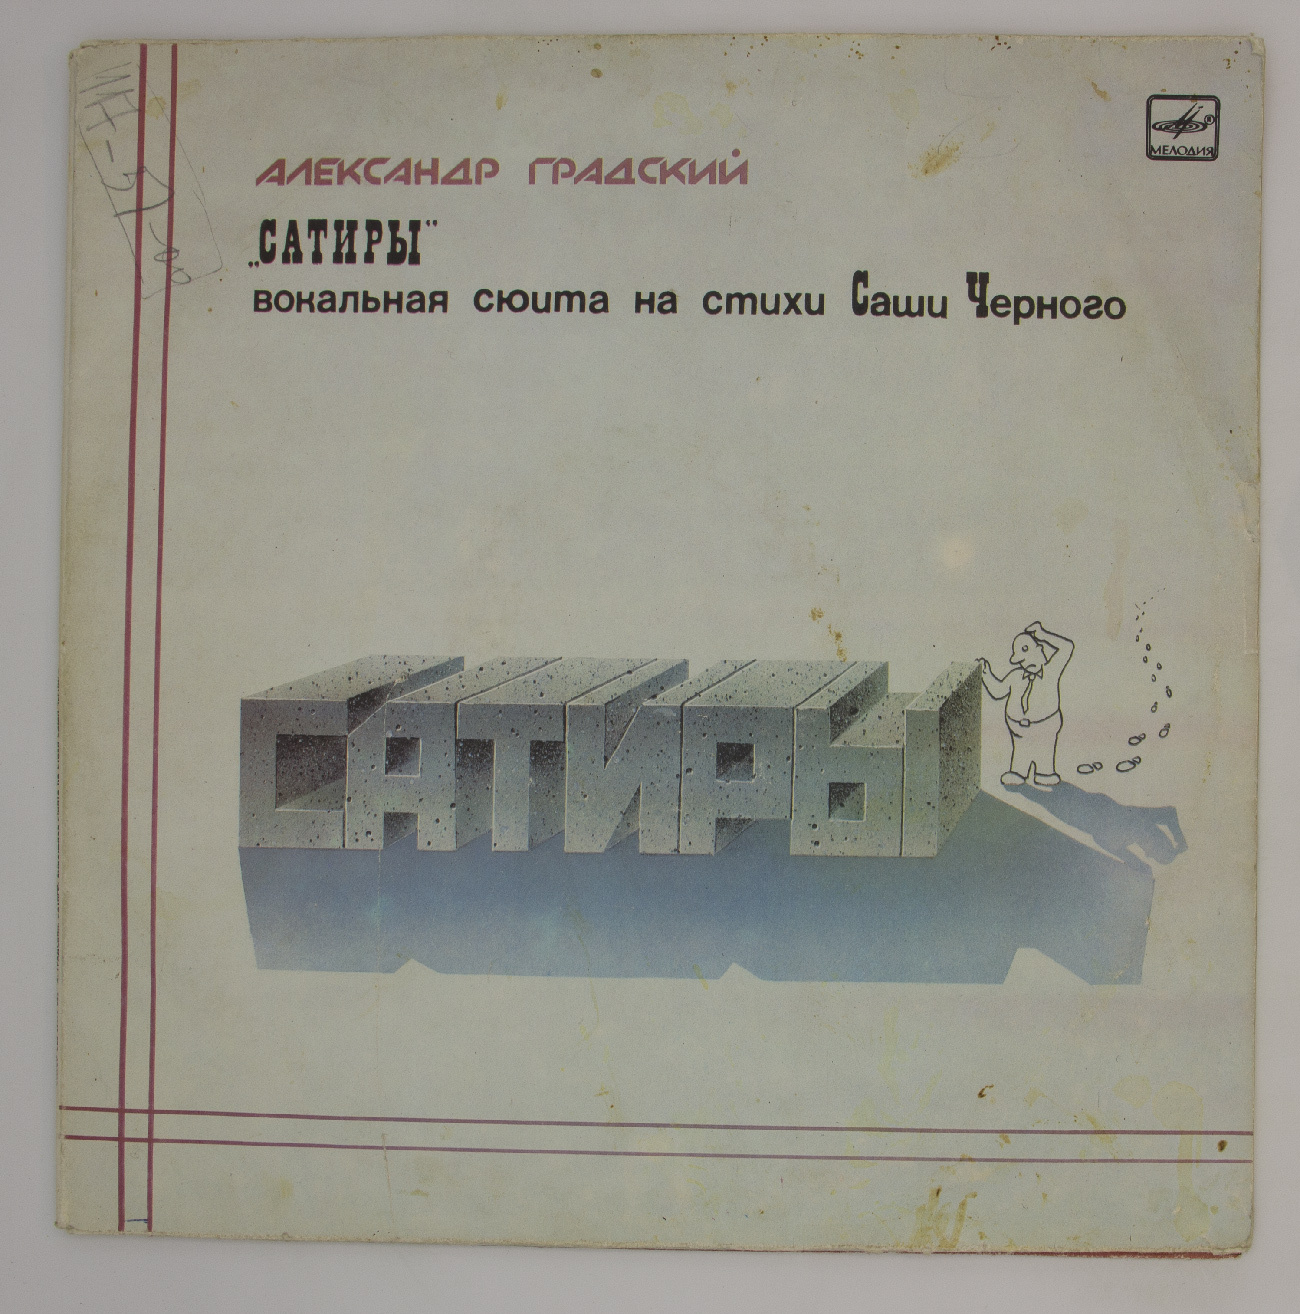 МЕЛОДИЯ
АЛЕКСАНДР ГРАДСКИЙ
„САТИРЫ“
вокальная сюита на стихи Саши Черного
САТИРЫ